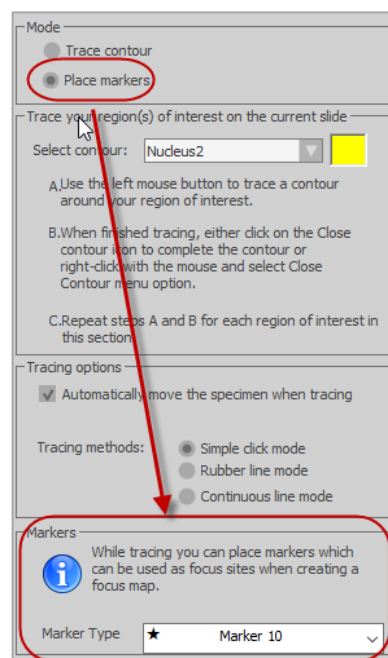 Mode
Trace contour
Place markers
Trace your region(s) of interest on the current slide
Select contour: Nucleus2
A.Use the left mouse button to trace a contour
around your region of interest.
B.When finished tracing, either click on the Close
contour icon to complete the contour or
right-click with the mouse and select Close
Contour menu option.
C.Repeat steps A and B for each region of interest in
this section
Tracing options
Automatically move the specimen when tracing
Tracing methods: Simple click mode
Rubber line mode
Continuous line mode
Markers
While tracing you can place markers which
can be used as focus sites when creating a
focus map.
Marker Type ★ Marker 10